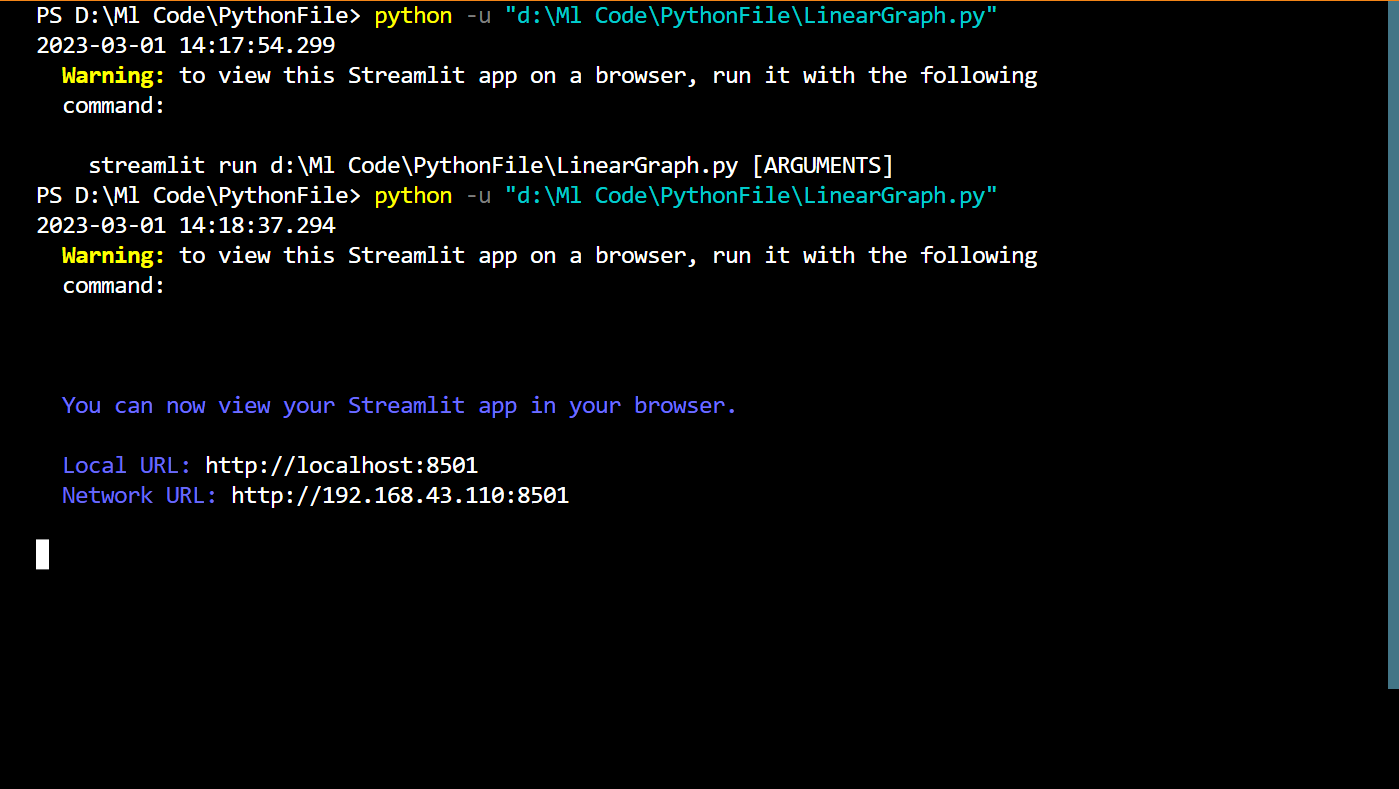 PS D:\Ml Code\PythonFile> python -u "d:\Ml Code\PythonFile\LinearGraph.py"
2023-03-01 14:17:54.299
Warning: to view this Streamlit app on a browser, run it with the following
command:
streamlit run d:\Ml Code\PythonFile\LinearGraph.py [ARGUMENTS]
PS D:\Ml Code\PythonFile> python -u "d:\Ml Code\PythonFile\LinearGraph.py"
2023-03-01 14:18:37.294
Warning: to view this Streamlit app on a browser, run it with the following
command:
You can now view your Streamlit app in your browser.
Local URL: http://localhost:8501
Network URL: http://192.168.43.110:8501